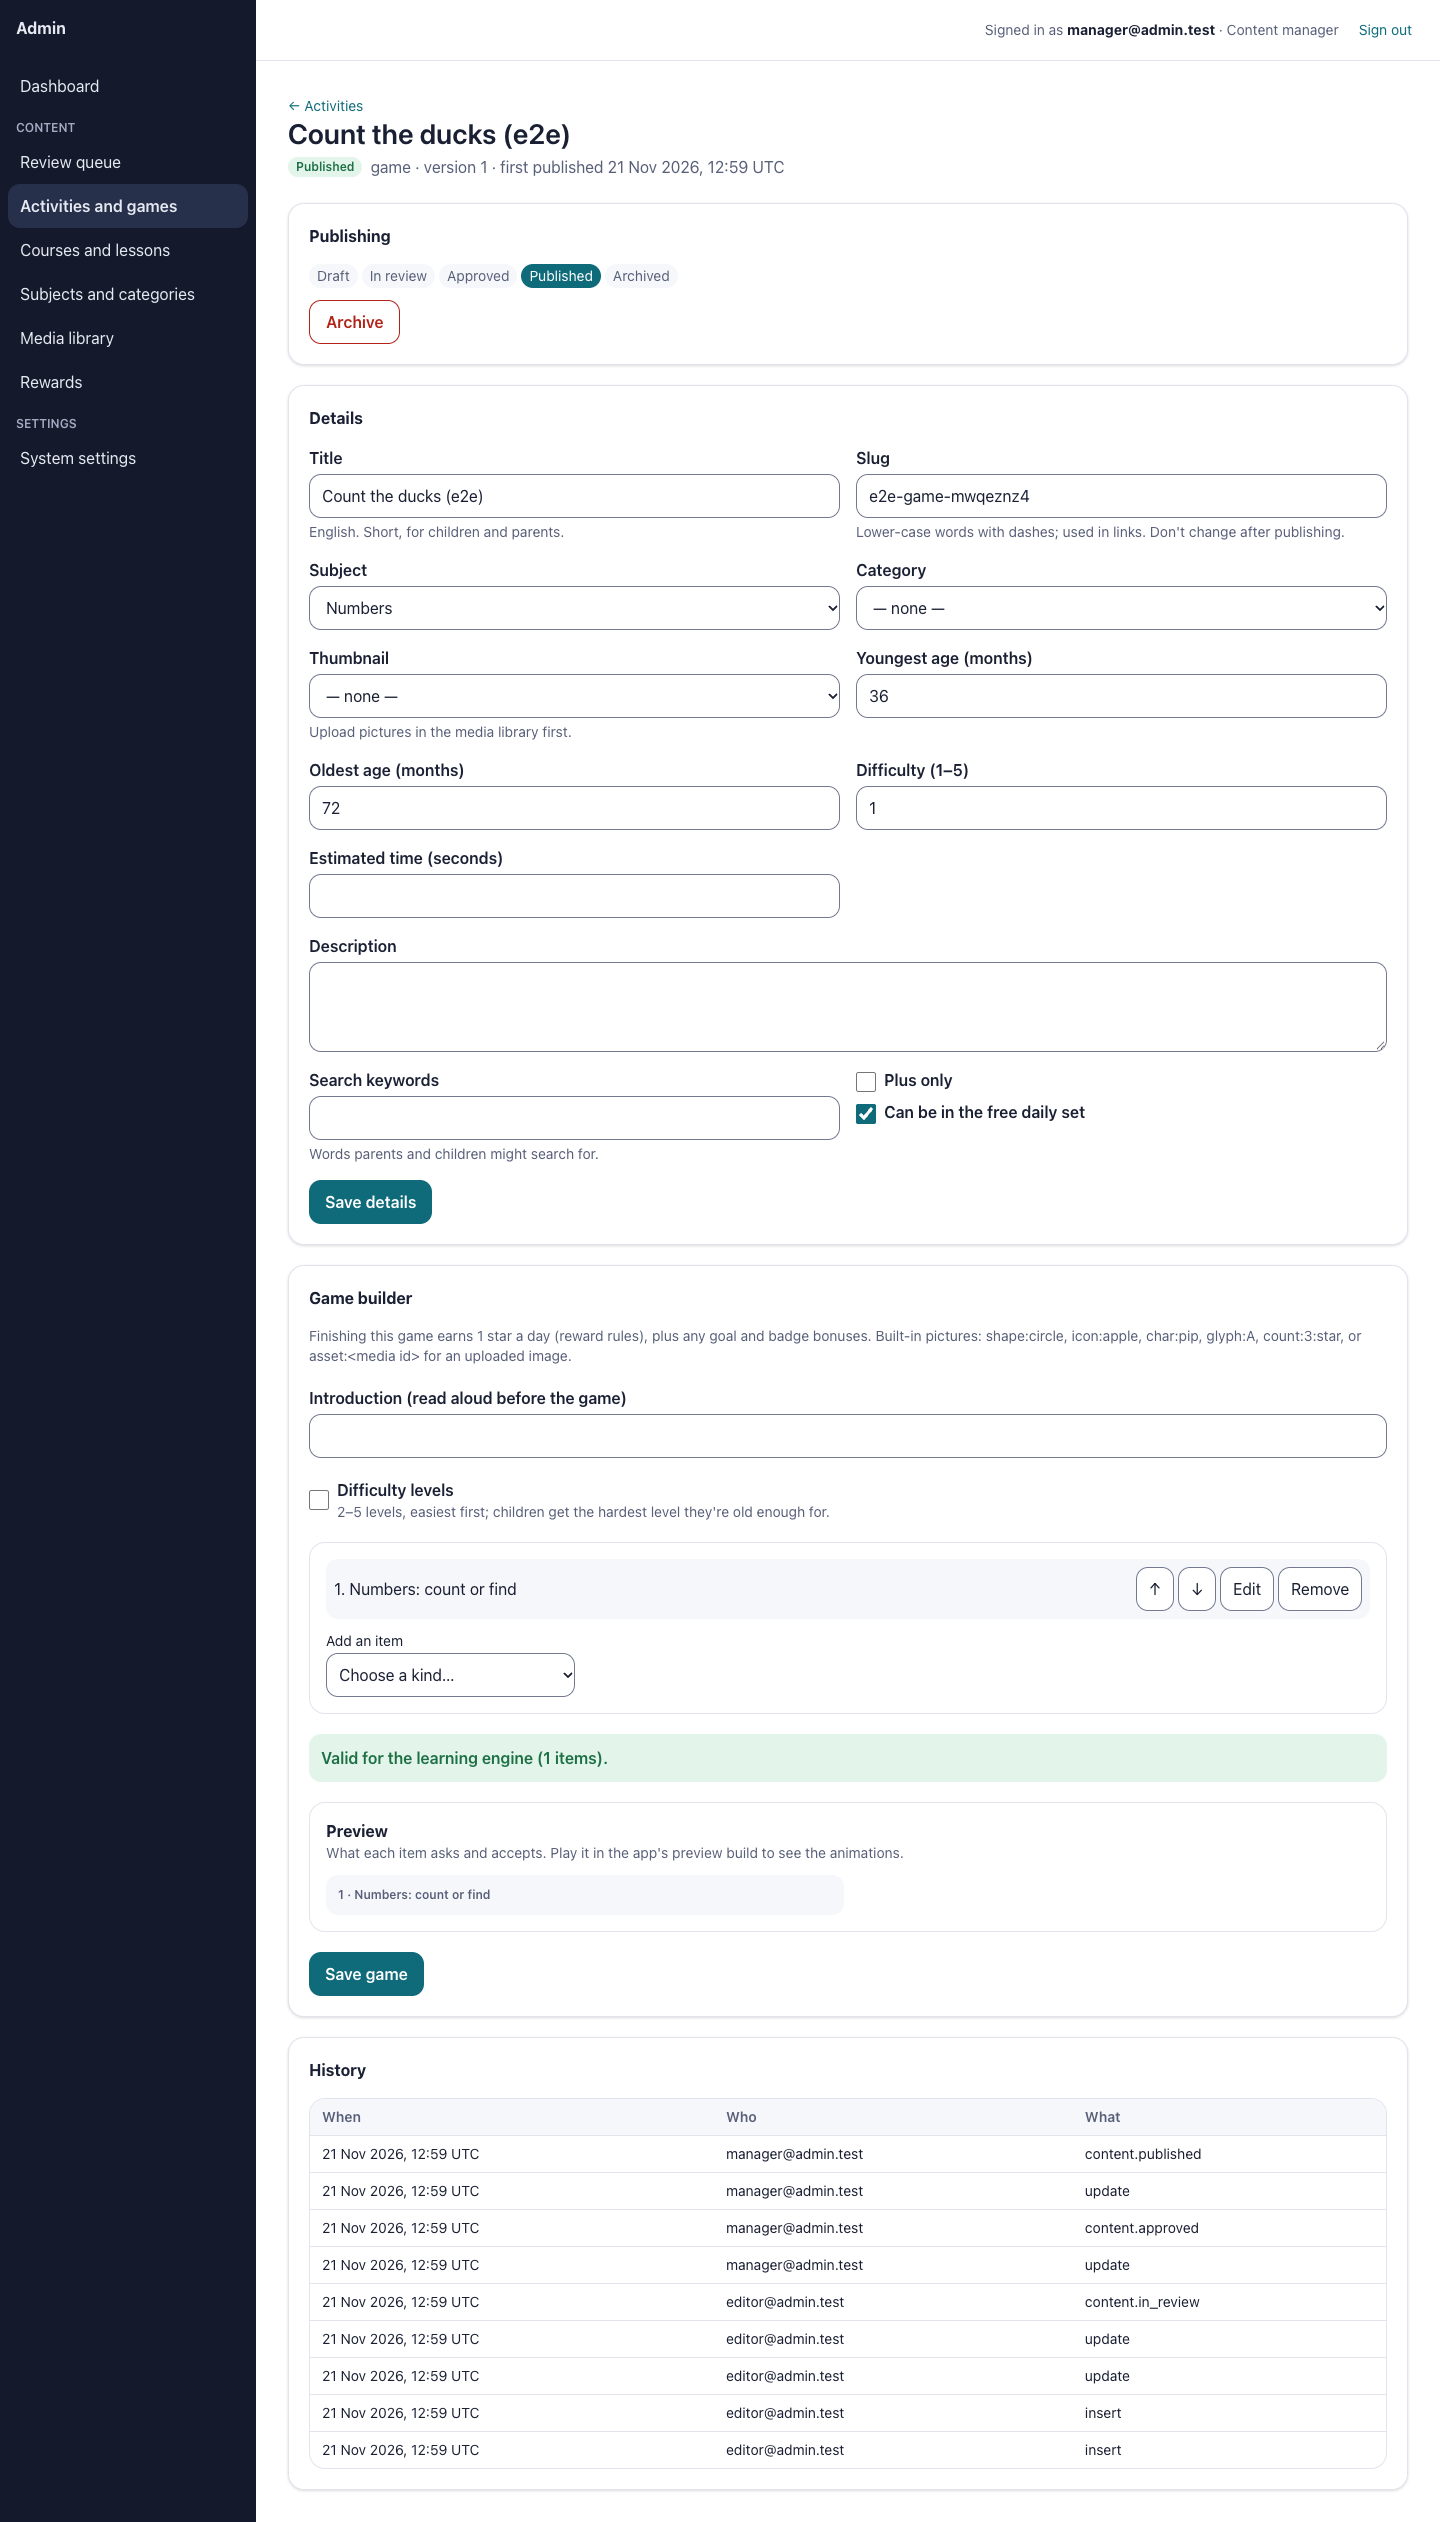 Admin
Signed in as manager@admin.test · Content manager Sign out
Dashboard
CONTENT
Review queue
Activities and games
Courses and lessons
Subjects and categories
Media library
Rewards
SETTINGS
System settings
← Activities
Count the ducks (e2e)
Published game · version 1 · first published 21 Nov 2026, 12:59 UTC
Publishing
Draft In review Approved Published Archived
Archive
Details
Title
Count the ducks (e2e)
English. Short, for children and parents.
Slug
e2e-game-mwqeznz4
Lower-case words with dashes; used in links. Don't change after publishing.
Subject
Numbers
Category
— none —
Thumbnail
— none —
Upload pictures in the media library first.
Youngest age (months)
36
Oldest age (months)
72
Difficulty (1–5)
1
Estimated time (seconds)
Description
Search keywords
Words parents and children might search for.
Plus only
Can be in the free daily set
Save details
Game builder
Finishing this game earns 1 star a day (reward rules), plus any goal and badge bonuses. Built-in pictures: shape:circle, icon:apple, char:pip, glyph:A, count:3:star, or
asset:<media id> for an uploaded image.
Introduction (read aloud before the game)
Difficulty levels
2–5 levels, easiest first; children get the hardest level they're old enough for.
1. Numbers: count or find ↑ ↓ Edit Remove
Add an item
Choose a kind...
Valid for the learning engine (1 items).
Preview
What each item asks and accepts. Play it in the app's preview build to see the animations.
1 · Numbers: count or find
Save game
History
When Who What
21 Nov 2026, 12:59 UTC manager@admin.test content.published
21 Nov 2026, 12:59 UTC manager@admin.test update
21 Nov 2026, 12:59 UTC manager@admin.test content.approved
21 Nov 2026, 12:59 UTC manager@admin.test update
21 Nov 2026, 12:59 UTC editor@admin.test content.in_review
21 Nov 2026, 12:59 UTC editor@admin.test update
21 Nov 2026, 12:59 UTC editor@admin.test update
21 Nov 2026, 12:59 UTC editor@admin.test insert
21 Nov 2026, 12:59 UTC editor@admin.test insert